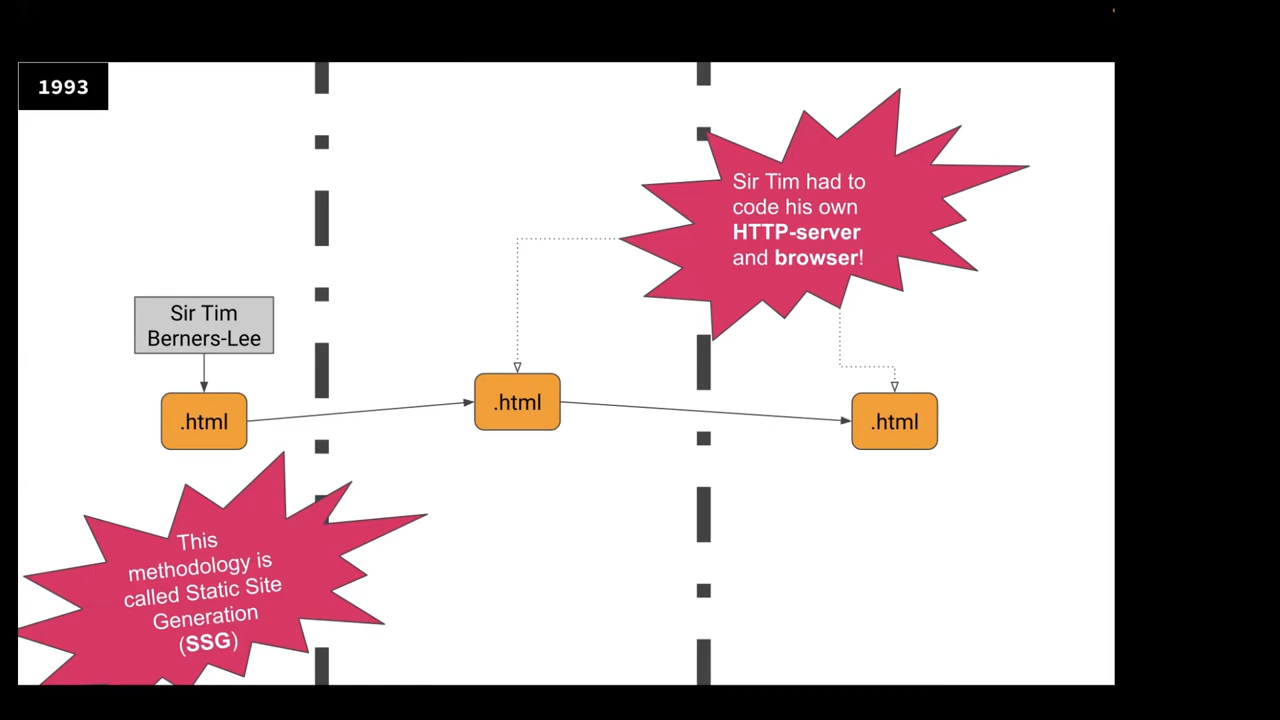 1993
Sir Tim had to
code his own
HTTP-server
and browser!
Sir Tim
Berners-Lee
.html
.html
.html
This
methodology is
called Static Site
Generation
(SSG)